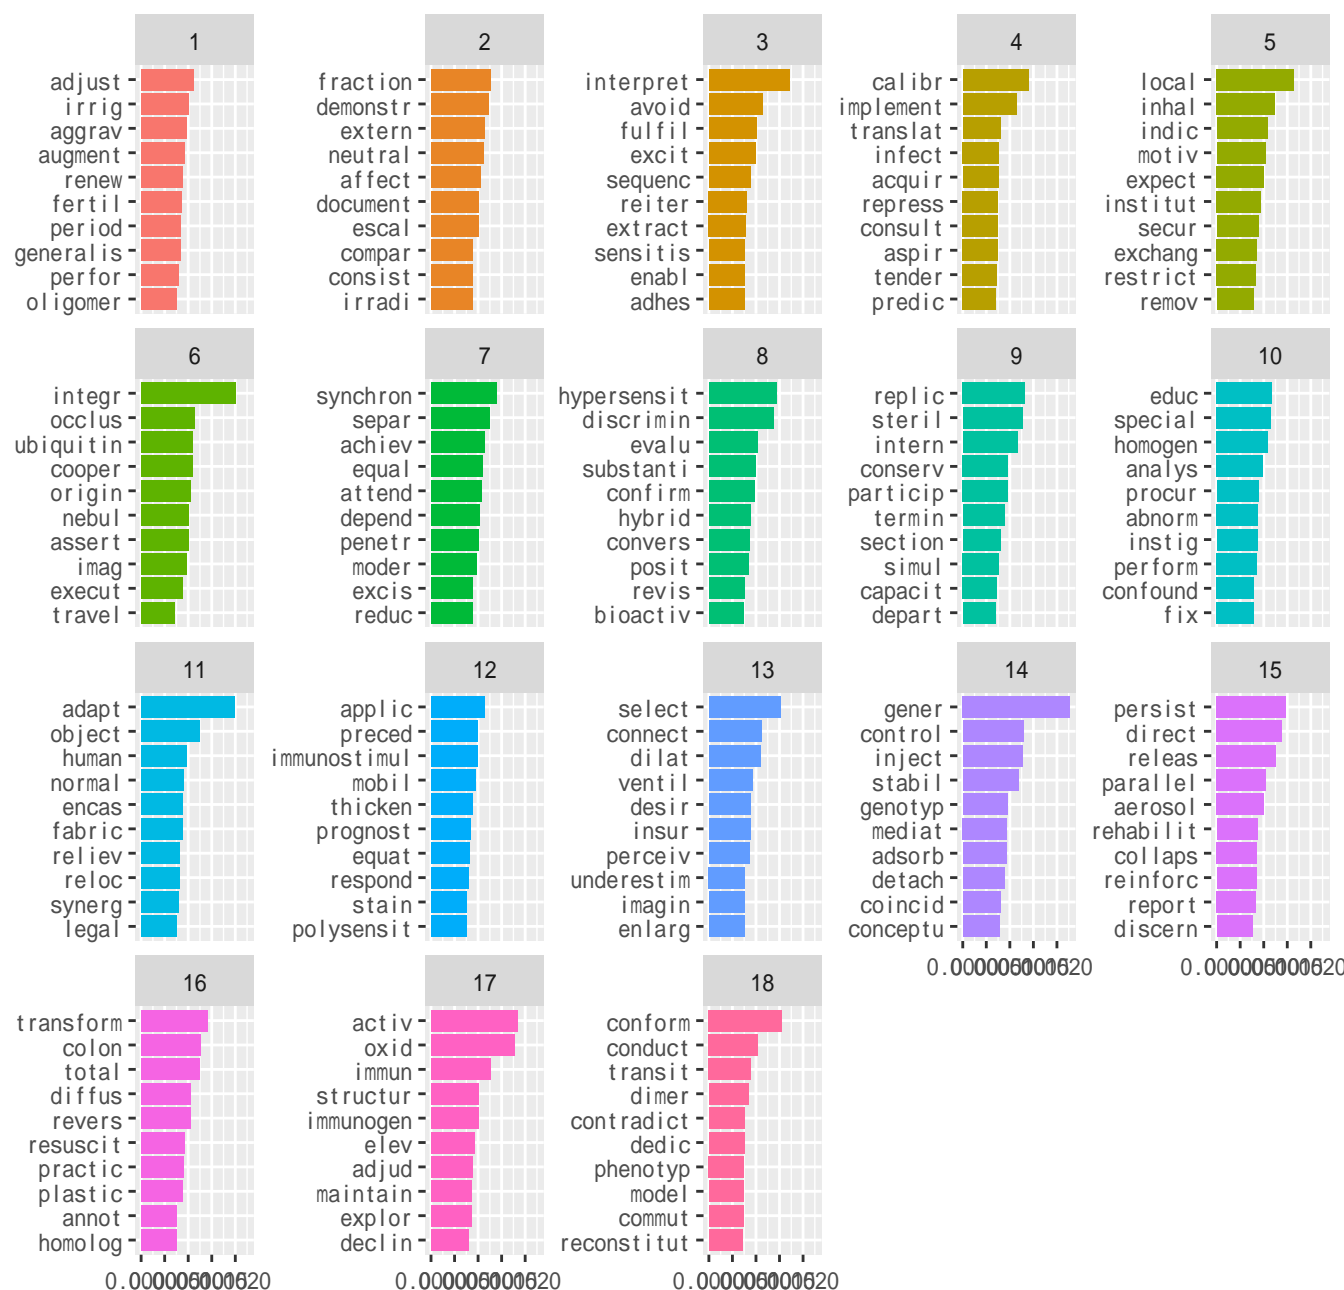 1
adjust
irrig
aggrav
augment
renew
fertil
period
generalis
perfor
oligomer
2
fraction
demonstr
extern
neutral
affect
document
escal
compar
consist
irradi
3
interpret
avoid
fulfil
excit
sequenc
reiter
extract
sensitis
enabl
adhes
4
calibr
implement
translat
infect
acquir
repress
consult
aspir
tender
predic
5
local
inhal
indic
motiv
expect
institut
secur
exchang
restrict
remov
6
integr
occlus
ubiquitin
cooper
origin
nebul
assert
imag
execut
travel
7
synchron
separ
achiev
equal
attend
depend
penetr
moder
excis
reduc
8
hypersensit
discrimin
evalu
substanti
confirm
hybrid
convers
posit
revis
bioactiv
9
replic
steril
intern
conserv
particip
termin
section
simul
capacit
depart
10
educ
special
homogen
analys
procur
abnorm
instig
perform
confound
fix
11
adapt
object
human
normal
encas
fabric
reliev
reloc
synerg
legal
12
applic
preced
immunostimul
mobil
thicken
prognost
equat
respond
stain
polysensit
13
select
connect
dilat
ventil
desir
insur
perceiv
underestim
imagin
enlarg
14
gener
control
inject
stabil
genotyp
mediat
adsorb
detach
coincid
conceptu
15
persist
direct
releas
parallel
aerosol
rehabilit
collaps
reinforc
report
discern
16
transform
colon
total
diffus
revers
resuscit
practic
plastic
annot
homolog
17
activ
oxid
immun
structur
immunogen
elev
adjud
maintain
explor
declin
18
conform
conduct
transit
dimer
contradict
dedic
phenotyp
model
commut
reconstitut